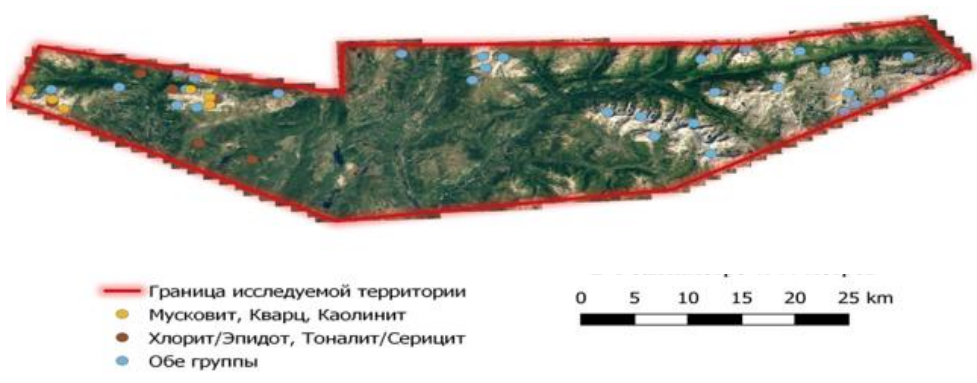 Граница исследуемой территории
Мусковит, Кварц, Каолинит
Хлорит/Эпидот, Тоналит/Серицит
Обе группы
0 5 10 15 20 25 km